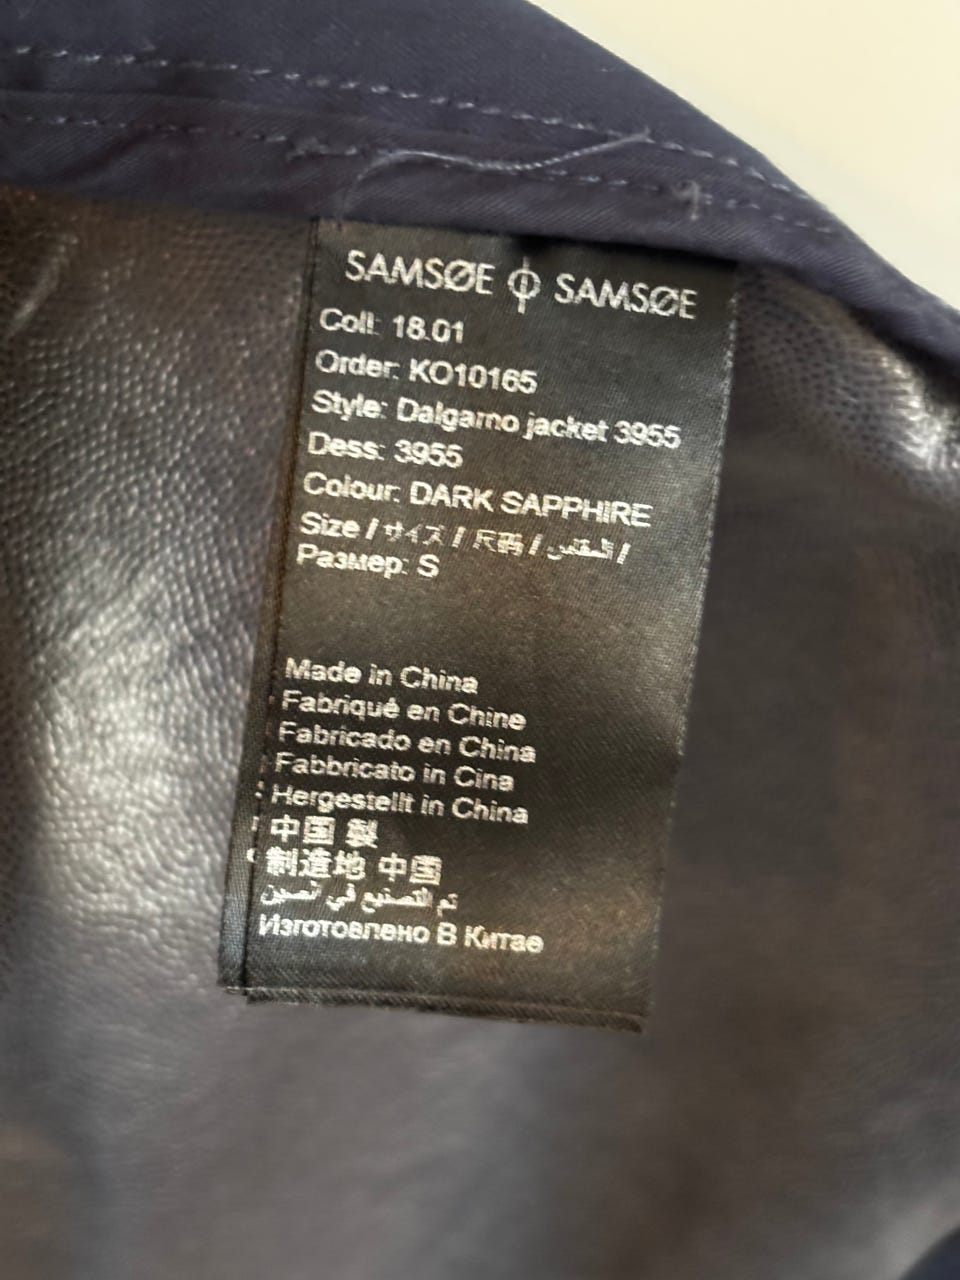 SAMSØE SAMSØE
Coll: 18.01
Order: KO10165
Style: Dalgarno jacket 3955
Dess: 3955
Colour: DARK SAPPHIRE
Size / サイズ / 尺码 / المقاس /
Размер: S
Made in China
Fabriqué en Chine
Fabricado en China
Fabbricato in Cina
Hergestellt in China
中国 製
制造地 中国
تم التصنيع في الصين
Изготовлено В Китае